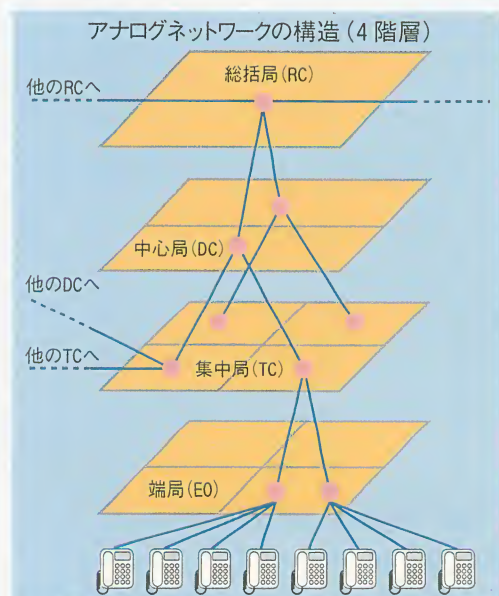 アナログネットワークの構造(4階層)
総括局(RC)
他のRCへ
中心局(DC)
他のDCへ
他のTCへ
集中局(TC)
端局(EO)